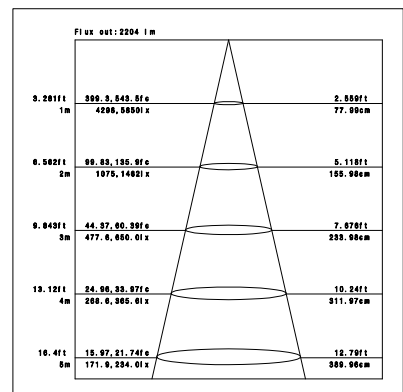 Flux out:2204 lm
3.281ft 399.3,543.5fc 2.559ft
1m 4298,5850lx 77.99cm
6.562ft 99.83,135.9fc 5.118ft
2m 1075,1462lx 155.98cm
9.843ft 44.37,60.39fc 7.676ft
3m 477.6,650.0lx 233.98cm
13.12ft 24.96,33.97fc 10.24ft
4m 268.6,365.6lx 311.97cm
16.4ft 15.97,21.74fc 12.79ft
5m 171.9,234.0lx 389.96cm